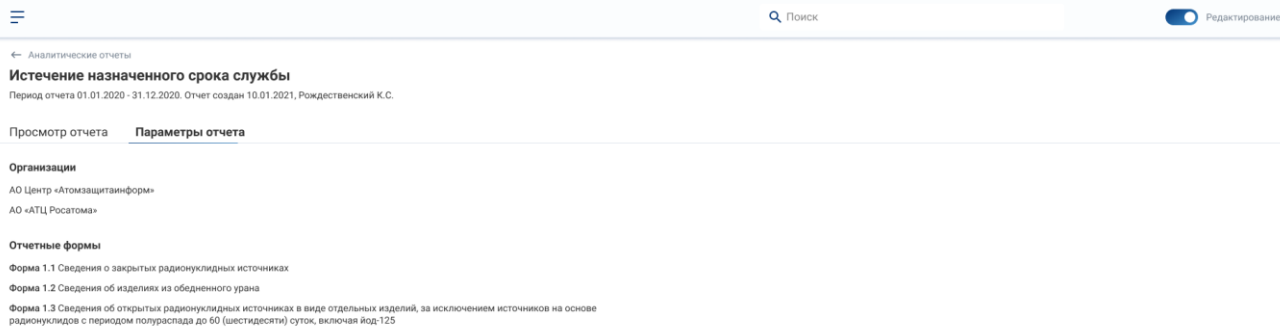 Поиск
Редактирование
← Аналитические отчеты
Истечение назначенного срока службы
Период отчета 01.01.2020 - 31.12.2020. Отчет создан 10.01.2021, Рождественский К.С.
Просмотр отчета Параметры отчета
Организации
АО Центр «Атомзащитаинформ»
АО «АТЦ Росатома»
Отчетные формы
Форма 1.1 Сведения о закрытых радионуклидных источниках
Форма 1.2 Сведения об изделиях из обедненного урана
Форма 1.3 Сведения об открытых радионуклидных источниках в виде отдельных изделий, за исключением источников на основе
радионуклидов с периодом полураспада до 60 (шестидесяти) суток, включая йод-125